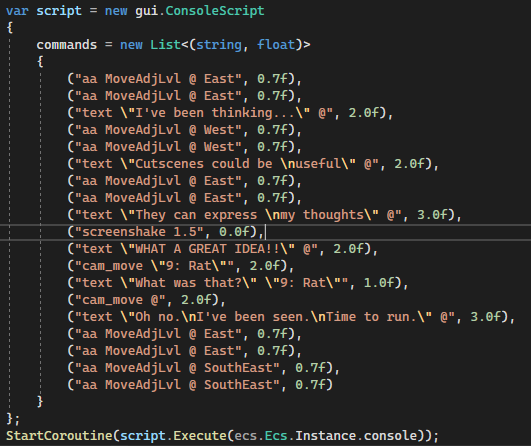 var script = new gui.ConsoleScript
{
    commands = new List<(string, float)>
    {
        ("aa MoveAdjLvl @ East", 0.7f),
        ("aa MoveAdjLvl @ East", 0.7f),
        ("text \"I've been thinking...\" @", 2.0f),
        ("aa MoveAdjLvl @ West", 0.7f),
        ("aa MoveAdjLvl @ West", 0.7f),
        ("text \"Cutscenes could be \nuseful\" @", 2.0f),
        ("aa MoveAdjLvl @ East", 0.7f),
        ("aa MoveAdjLvl @ East", 0.7f),
        ("text \"They can express \nmy thoughts\" @", 3.0f),
        ("screenshake 1.5", 0.0f),
        ("text \"WHAT A GREAT IDEA!!\" @", 2.0f),
        ("cam_move \"9: Rat\"", 2.0f),
        ("text \"What was that?\" \"9: Rat\"", 1.0f),
        ("cam_move @", 2.0f),
        ("text \"Oh no.\nI've been seen.\nTime to run.\" @", 3.0f),
        ("aa MoveAdjLvl @ East", 0.7f),
        ("aa MoveAdjLvl @ East", 0.7f),
        ("aa MoveAdjLvl @ SouthEast", 0.7f),
        ("aa MoveAdjLvl @ SouthEast", 0.7f)
    }
};
StartCoroutine(script.Execute(ecs.Ecs.Instance.console));